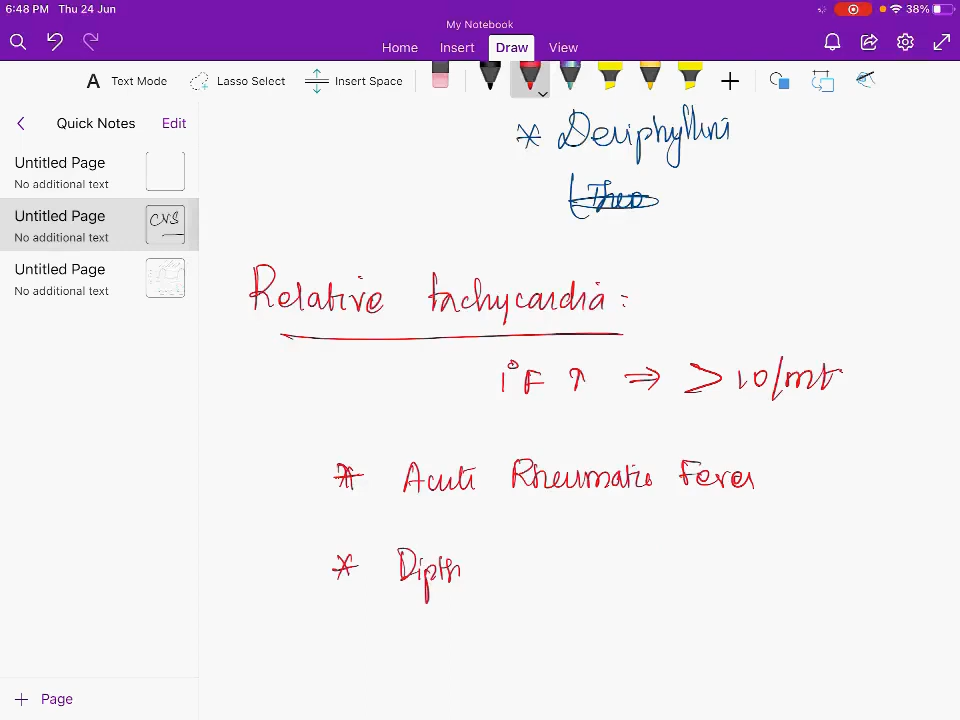 6:48 PM Thu 24 Jun
38%
My Notebook
Home Insert Draw View
Text Mode Lasso Select Insert Space
Quick Notes Edit
Untitled Page
No additional text
Untitled Page
No additional text
CNS
Untitled Page
No additional text
Page
* Deriphyllini
(Theo
Relative tachycardia :
1°F ↑ ⇒ > 10/mt
* Acute Rheumatic Fever
* Dipth